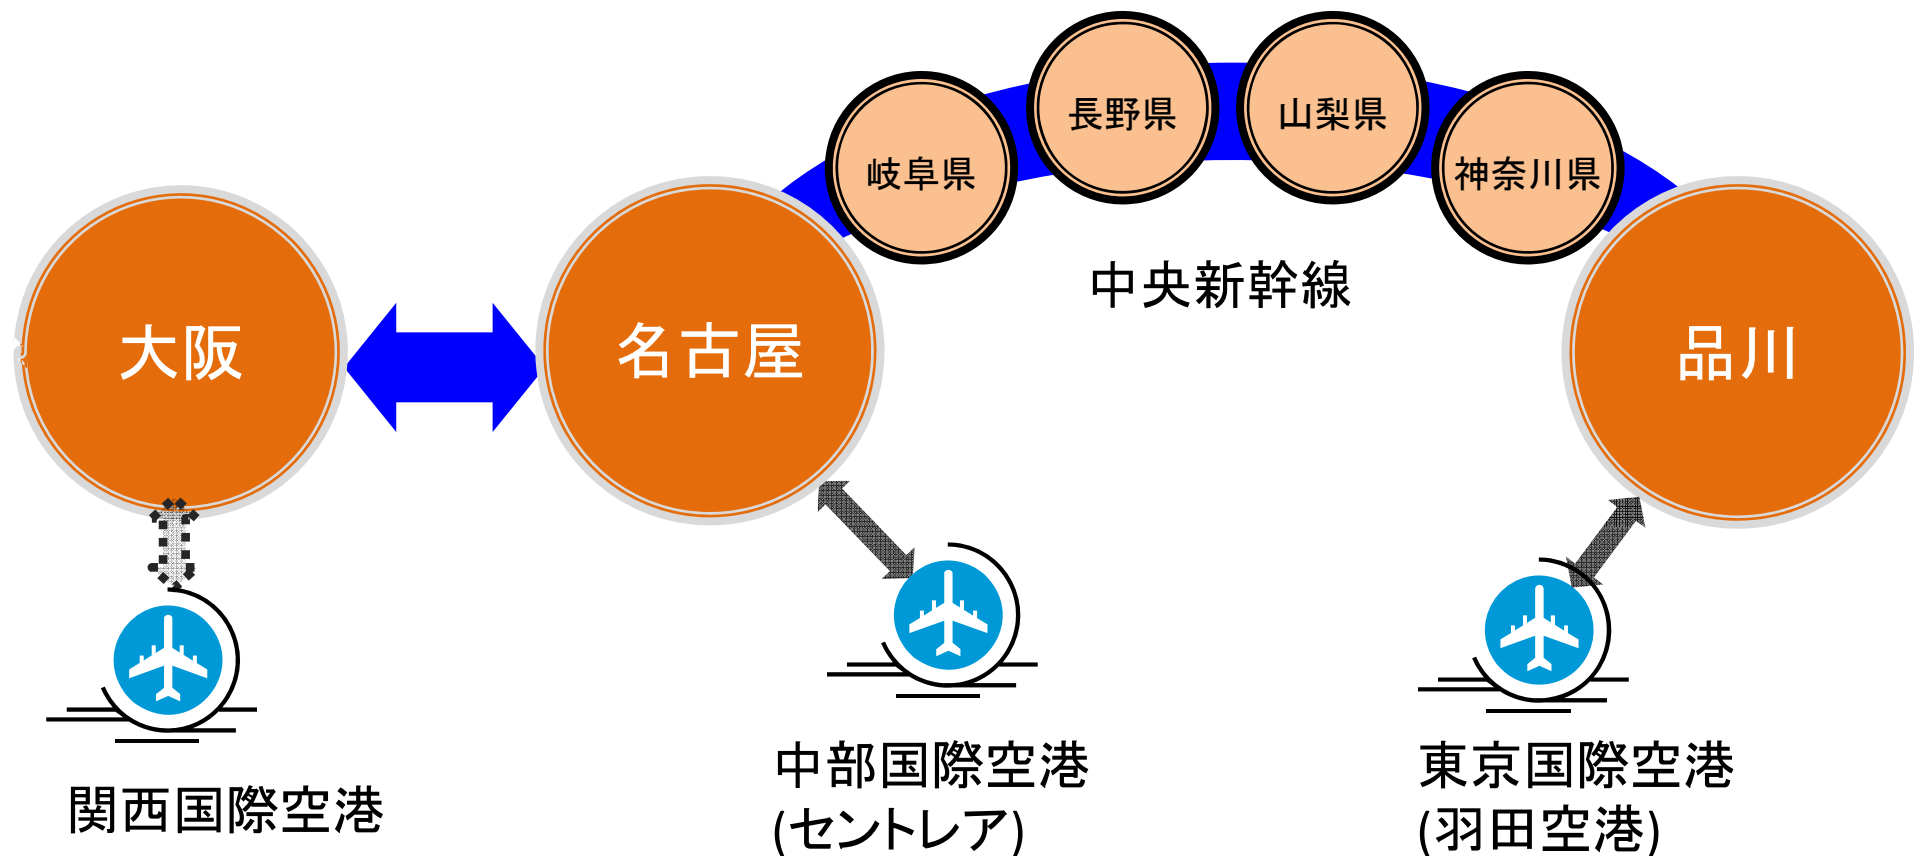 長野県
山梨県
岐阜県
神奈川県
中央新幹線
大阪
名古屋
品川
関西国際空港
中部国際空港
(セントレア)
東京国際空港
(羽田空港)